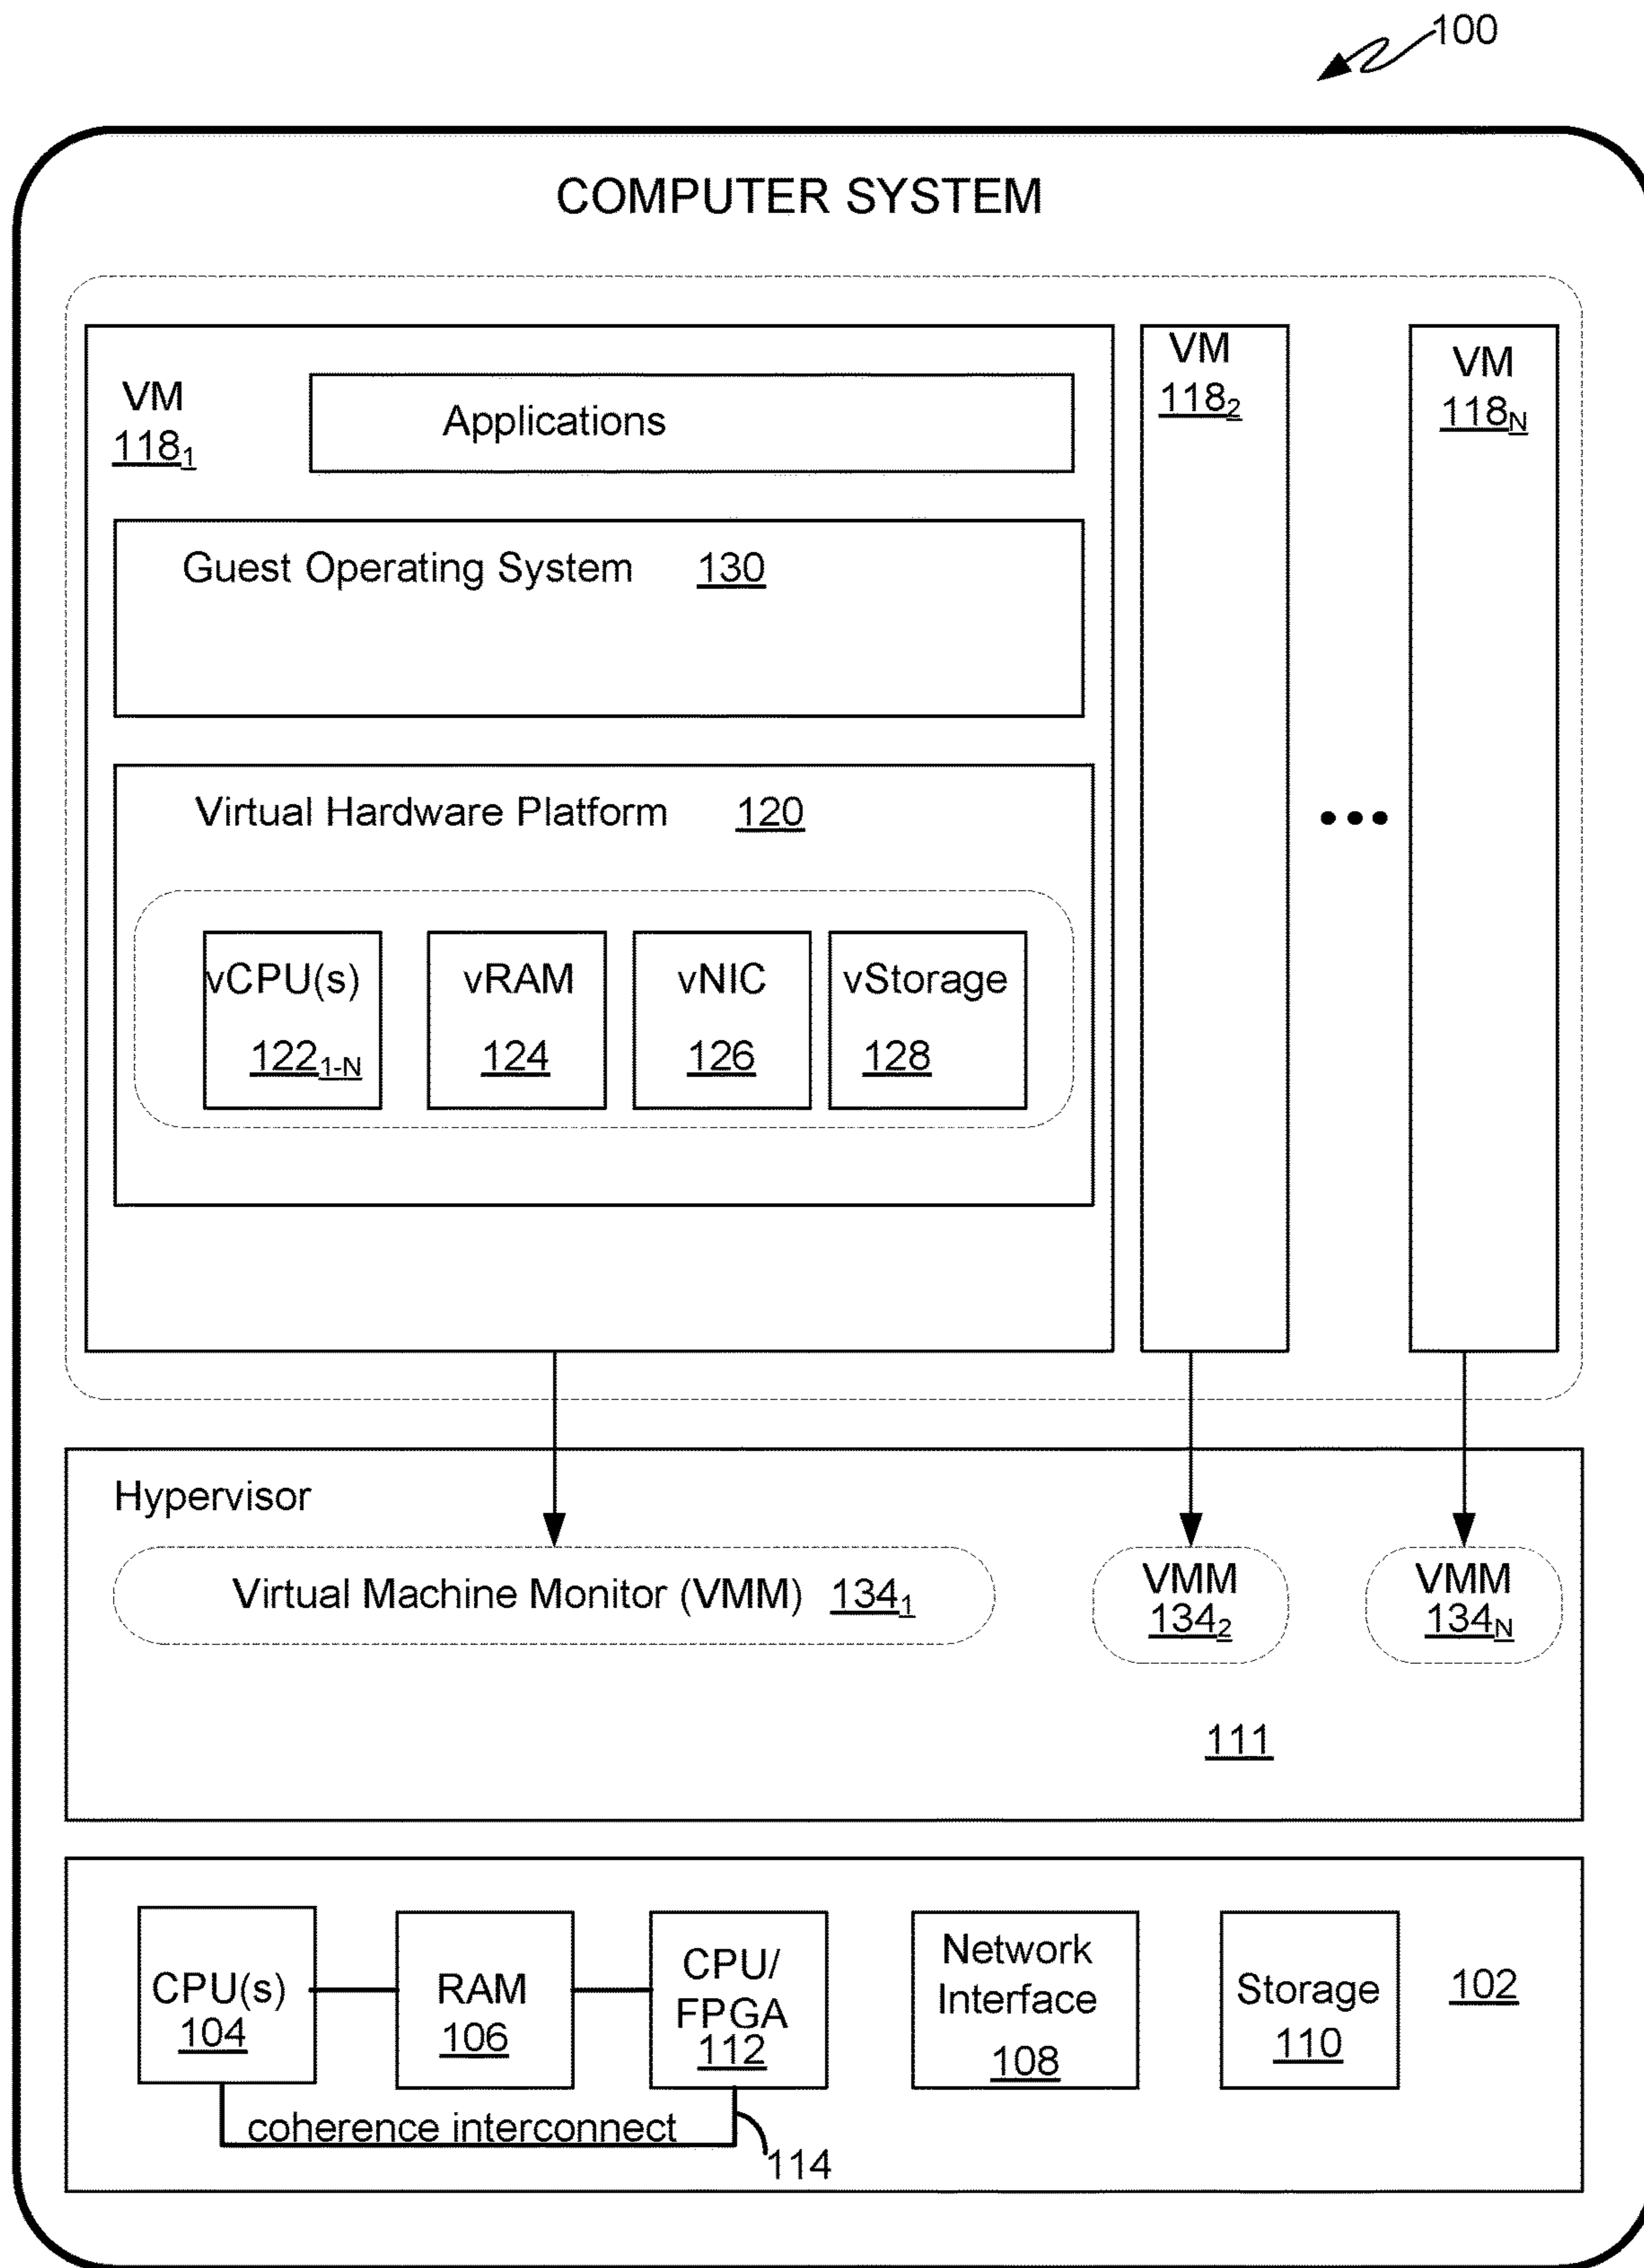 100
COMPUTER SYSTEM
VM
118₁
Applications
VM
118₂
VM
118N
Guest Operating System 130
Virtual Hardware Platform 120
vCPU(s)
122₁-N
vRAM
124
vNIC
126
vStorage
128
Hypervisor
Virtual Machine Monitor (VMM) 134₁
VMM
134₂
VMM
134N
111
CPU(s)
104
RAM
106
CPU/
FPGA
112
Network
Interface
108
Storage
110
102
coherence interconnect
114